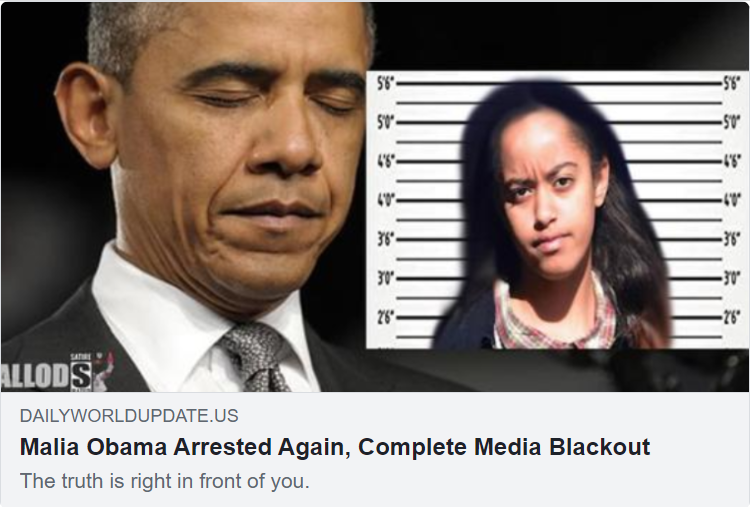 5'6" 5'6"
5'0" 5'0"
4'6" 4'6"
4'0" 4'0"
3'6" 3'6"
3'0" 3'0"
2'6" 2'6"
SATIRE
ALLODS
DAILYWORLDUPDATE.US
Malia Obama Arrested Again, Complete Media Blackout
The truth is right in front of you.